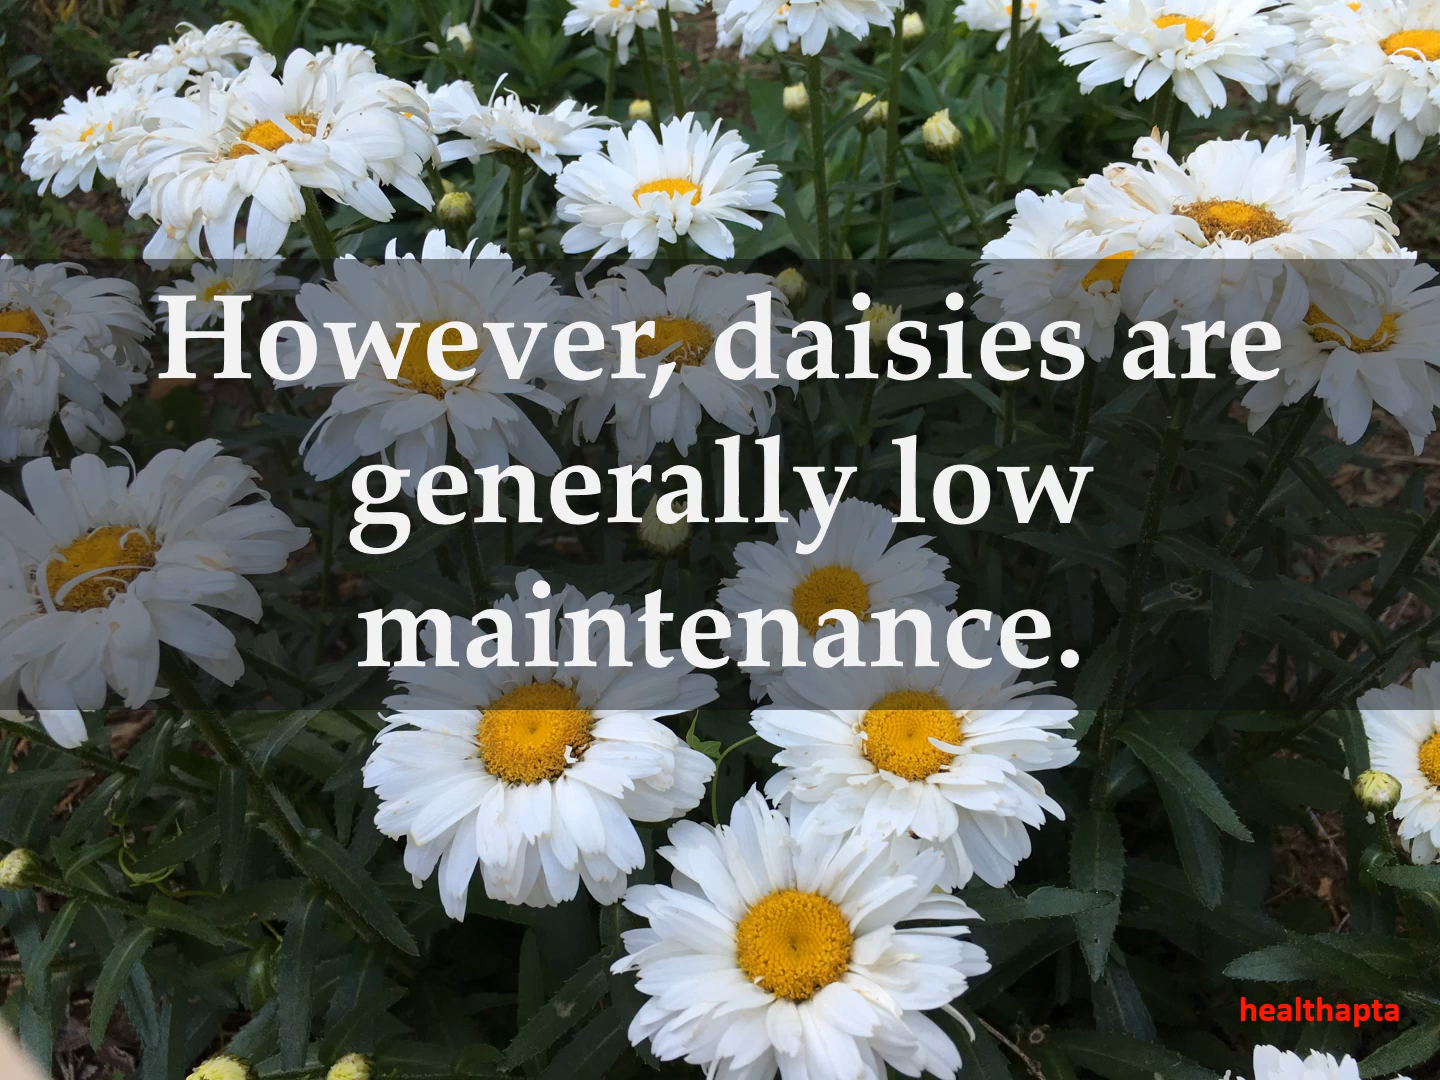 However, daisies are
generally low
maintenance.
healthapta